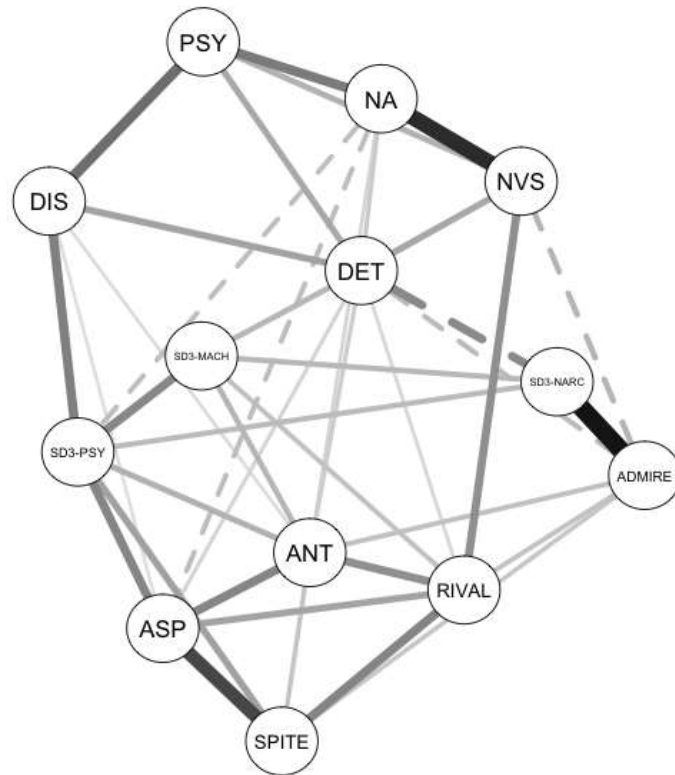 PSY
NA
NVS
DIS
DET
SD3-MACH
SD3-NARC
SD3-PSY
ADMIRE
ANT
RIVAL
ASP
SPITE